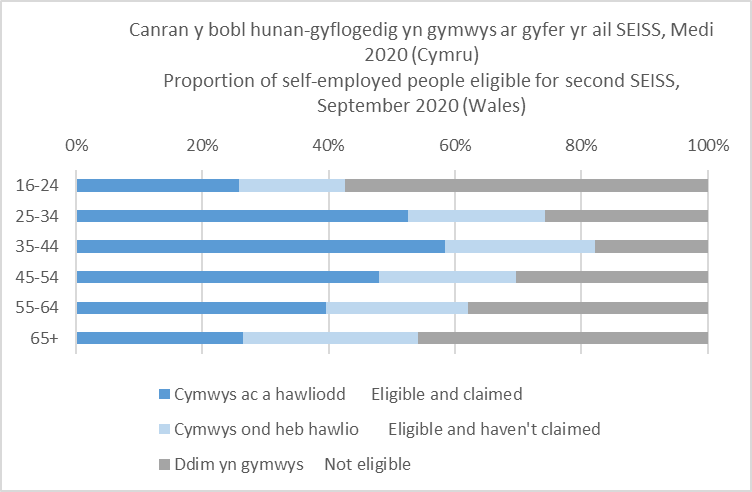 Canran y bobl hunan-gyflogedig yn gymwys ar gyfer yr ail SEISS, Medi
2020 (Cymru)
Proportion of self-employed people eligible for second SEISS,
September 2020 (Wales)
0% 20% 40% 60% 80% 100%
16-24
25-34
35-44
45-54
55-64
65+
Cymwys ac a hawliodd Eligible and claimed
Cymwys ond heb hawlio Eligible and haven't claimed
Ddim yn gymwys Not eligible